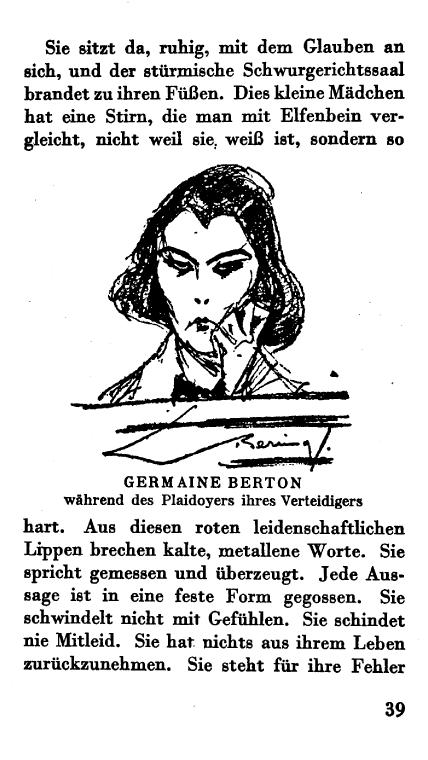 Sie sitzt da, ruhig, mit dem Glauben an
sich, und der stürmische Schwurgerichtssaal
brandet zu ihren Füßen. Dies kleine Mädchen
hat eine Stirn, die man mit Elfenbein ver-
gleicht, nicht weil sie weiß ist, sondern so
Bering
GERMAINE BERTON
während des Plaidoyers ihres Verteidigers
hart. Aus diesen roten leidenschaftlichen
Lippen brechen kalte, metallene Worte. Sie
spricht gemessen und überzeugt. Jede Aus-
sage ist in eine feste Form gegossen. Sie
schwindelt nicht mit Gefühlen. Sie schindet
nie Mitleid. Sie hat nichts aus ihrem Leben
zurückzunehmen. Sie steht für ihre Fehler
39